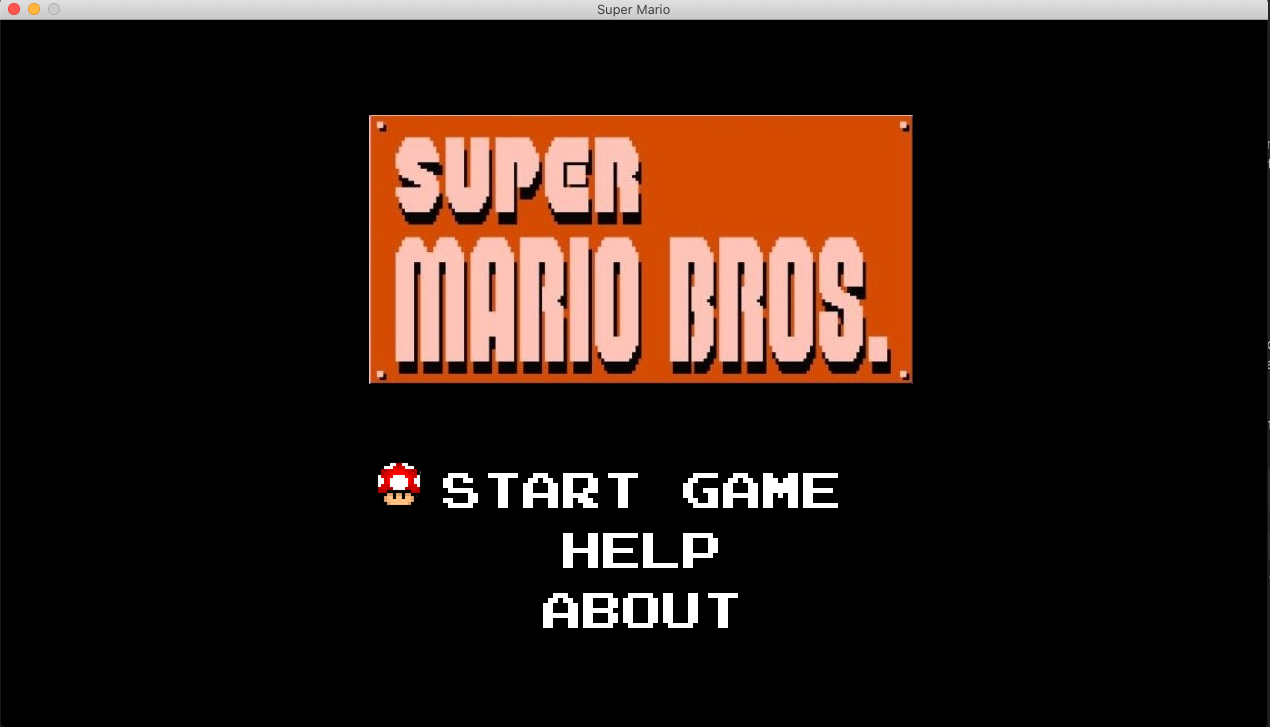 Super Mario
SUPER
MARIO BROS.
START GAME
HELP
ABOUT